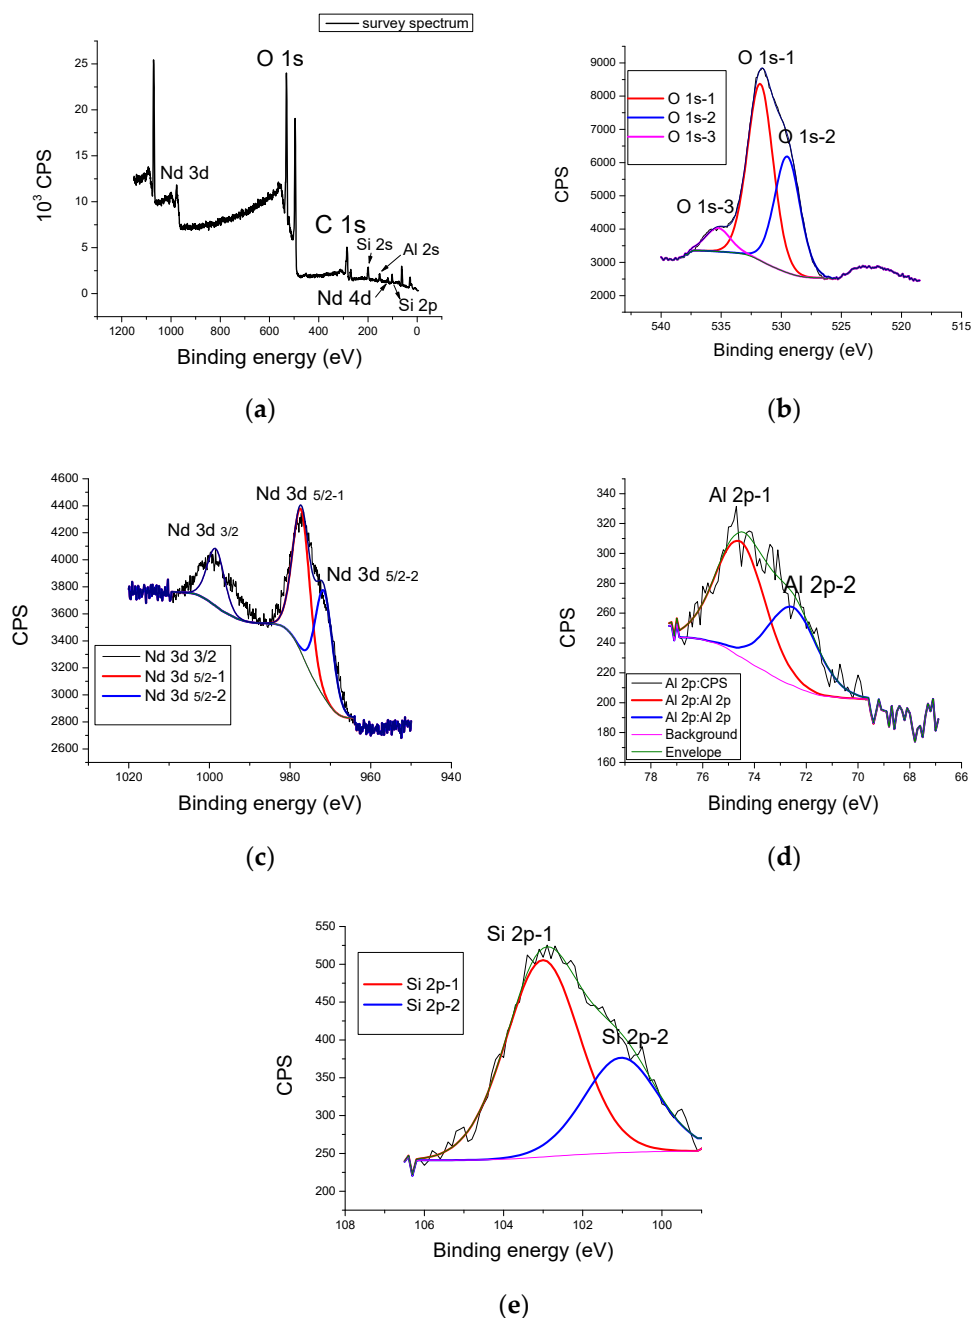 survey spectrum
O 1s
Nd 3d
C 1s
Si 2s
Al 2s
Nd 4d
Si 2p
10³ CPS
25
20
15
10
5
0
1200 1000 800 600 400 200 0
Binding energy (eV)
(a)
O 1s-1
O 1s-1
O 1s-2
O 1s-3
O 1s-2
O 1s-3
CPS
9000
8000
7000
6000
5000
4000
3000
2000
540 535 530 525 520 515
Binding energy (eV)
(b)
Nd 3d 5/2-1
Nd 3d 3/2
Nd 3d 5/2-2
Nd 3d 3/2
Nd 3d 5/2-1
Nd 3d 5/2-2
CPS
4600
4400
4200
4000
3800
3600
3400
3200
3000
2800
2600
1020 1000 980 960 940
Binding energy (eV)
(c)
Al 2p-1
Al 2p-2
Al 2p:CPS
Al 2p:Al 2p
Al 2p:Al 2p
Background
Envelope
CPS
340
320
300
280
260
240
220
200
180
160
78 76 74 72 70 68 66
Binding energy (eV)
(d)
Si 2p-1
Si 2p-1
Si 2p-2
Si 2p-2
CPS
550
500
450
400
350
300
250
200
108 106 104 102 100
Binding energy (eV)
(e)